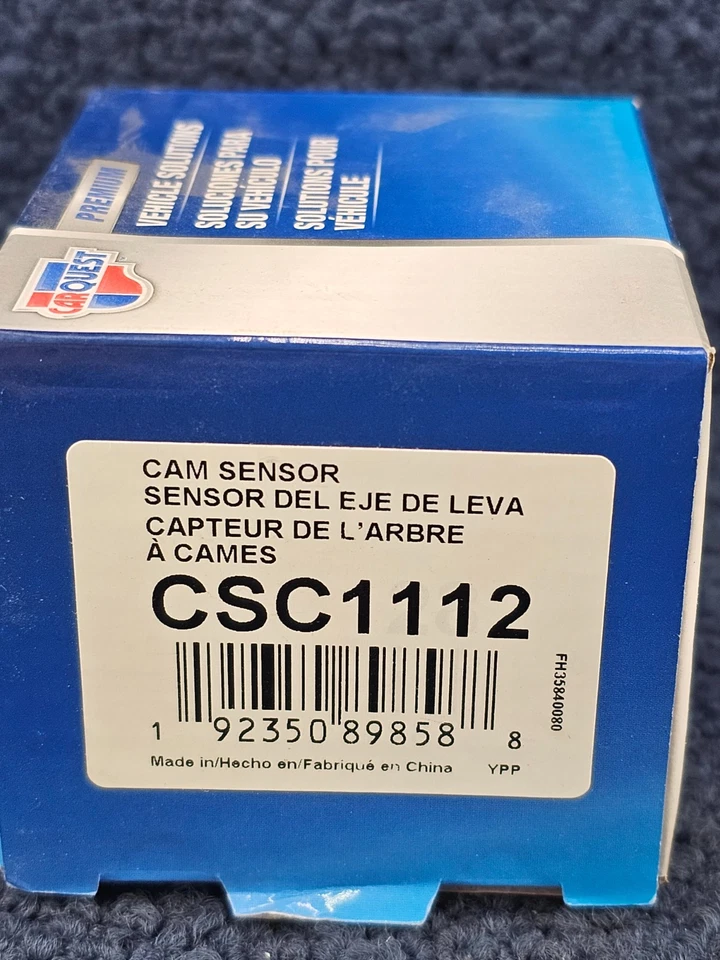 PREMIUM
VEHICLE SOLUTIONS
SOLUCIONES PARA
SU VEHÍCULO
SOLUTIONS POUR
VÉHICULE
CARQUEST
CAM SENSOR
SENSOR DEL EJE DE LEVA
CAPTEUR DE L'ARBRE
À CAMES
CSC1112
FH35840080
1 92350 89858 8
Made in/Hecho en/Fabriqué en China YPP